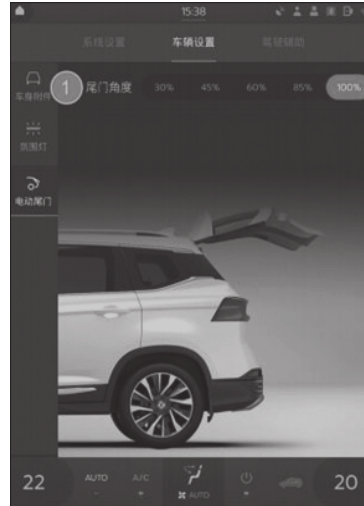 15:38
系统设置 车辆设置 驾驶辅助
车身附件
1 尾门角度 30% 45% 60% 85% 100%
氛围灯
电动尾门
22 AUTO A/C AUTO 20